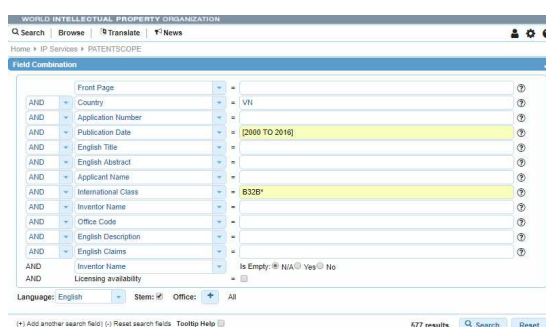 WORLD INTELLECTUAL PROPERTY ORGANIZATION
Search | Browse | Translate | News
Home IP Services PATENTSCOPE
Field Combination
Front Page = ?
AND Country = VN ?
AND Application Number = ?
AND Publication Date = [2000 TO 2016] ?
AND English Title = ?
AND English Abstract = ?
AND Applicant Name = ?
AND International Class = B32B* ?
AND Inventor Name = ?
AND Office Code = ?
AND English Description = ?
AND English Claims = ?
AND Inventor Name Is Empty: N/A Yes No
AND Licensing availability =
Language: English Stem: Office: + All
(+) Add another search field | (-) Reset search fields Tooltip Help 577 results Search Reset